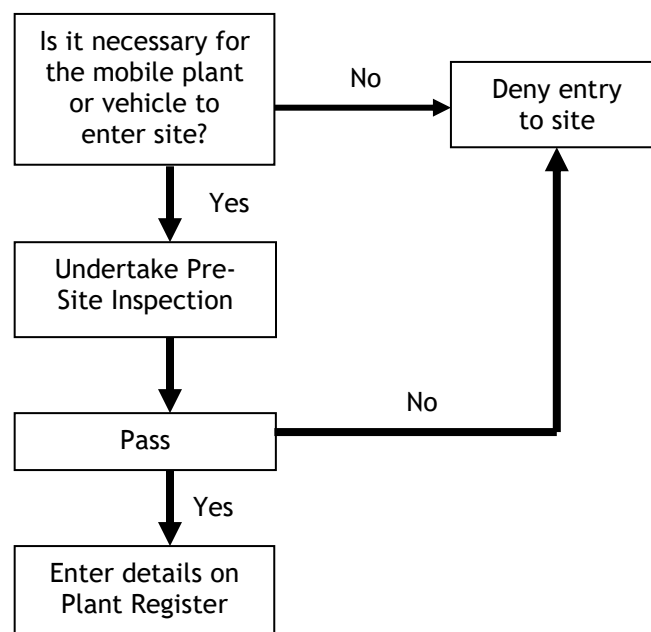 Is it necessary for
the mobile plant
or vehicle to
enter site?
No
Deny entry
to site
Yes
Undertake Pre-
Site Inspection
No
Pass
Yes
Enter details on
Plant Register